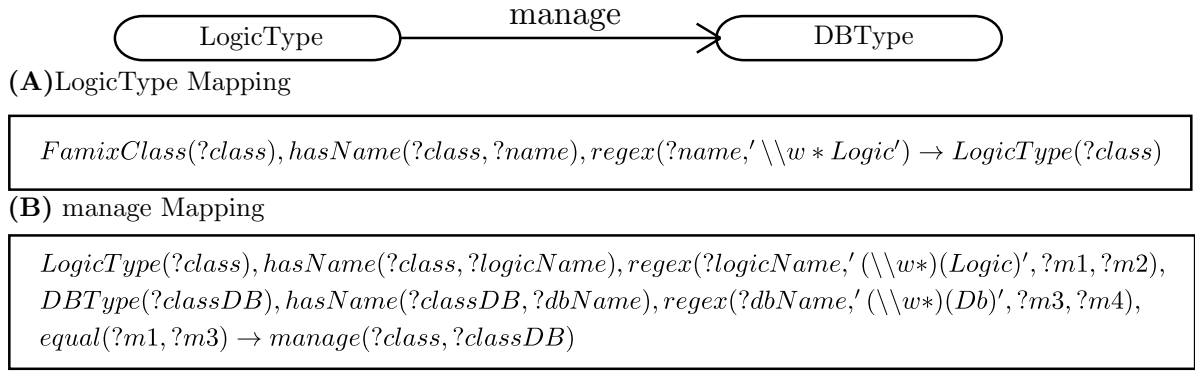 manage
LogicType DBType
(A)LogicType Mapping
FamixClass(?class), hasName(?class, ?name), regex(?name,′ \\w ∗ Logic′) → LogicType(?class)
(B) manage Mapping
LogicType(?class), hasName(?class, ?logicName), regex(?logicName,′ (\\w∗)(Logic)′, ?m1, ?m2),
DBType(?classDB), hasName(?classDB, ?dbName), regex(?dbName,′ (\\w∗)(Db)′, ?m3, ?m4),
equal(?m1, ?m3) → manage(?class, ?classDB)